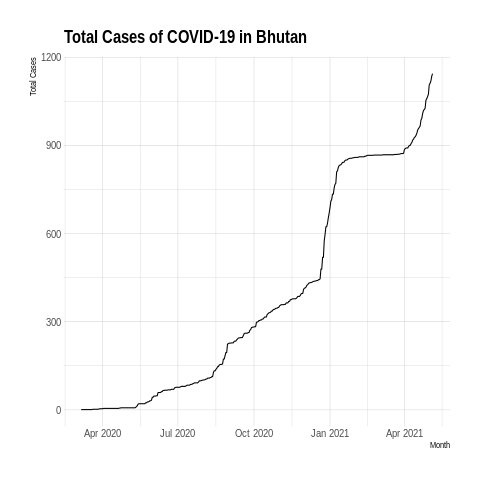 Total Cases of COVID-19 in Bhutan
Total Cases
1200
900
600
300
0
Apr 2020 Jul 2020 Oct 2020 Jan 2021 Apr 2021
Month